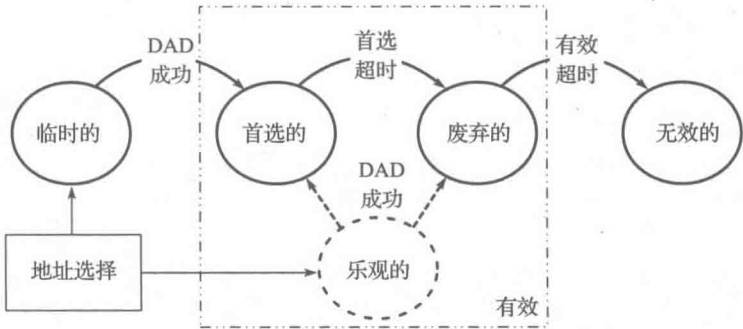 DAD
成功
首选
超时
有效
超时
临时的
首选的
废弃的
无效的
DAD
成功
地址选择
乐观的
有效